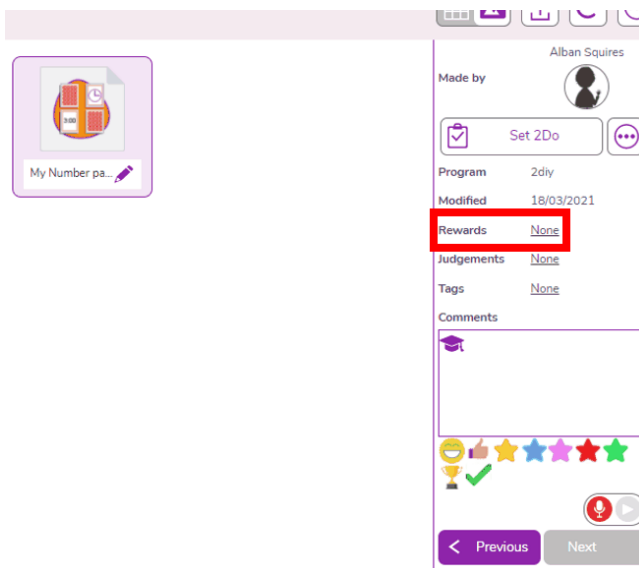 Alban Squires
Made by
Set 2Do
My Number pa...
Program 2diy
Modified 18/03/2021
Rewards None
Judgements None
Tags None
Comments
Previous Next